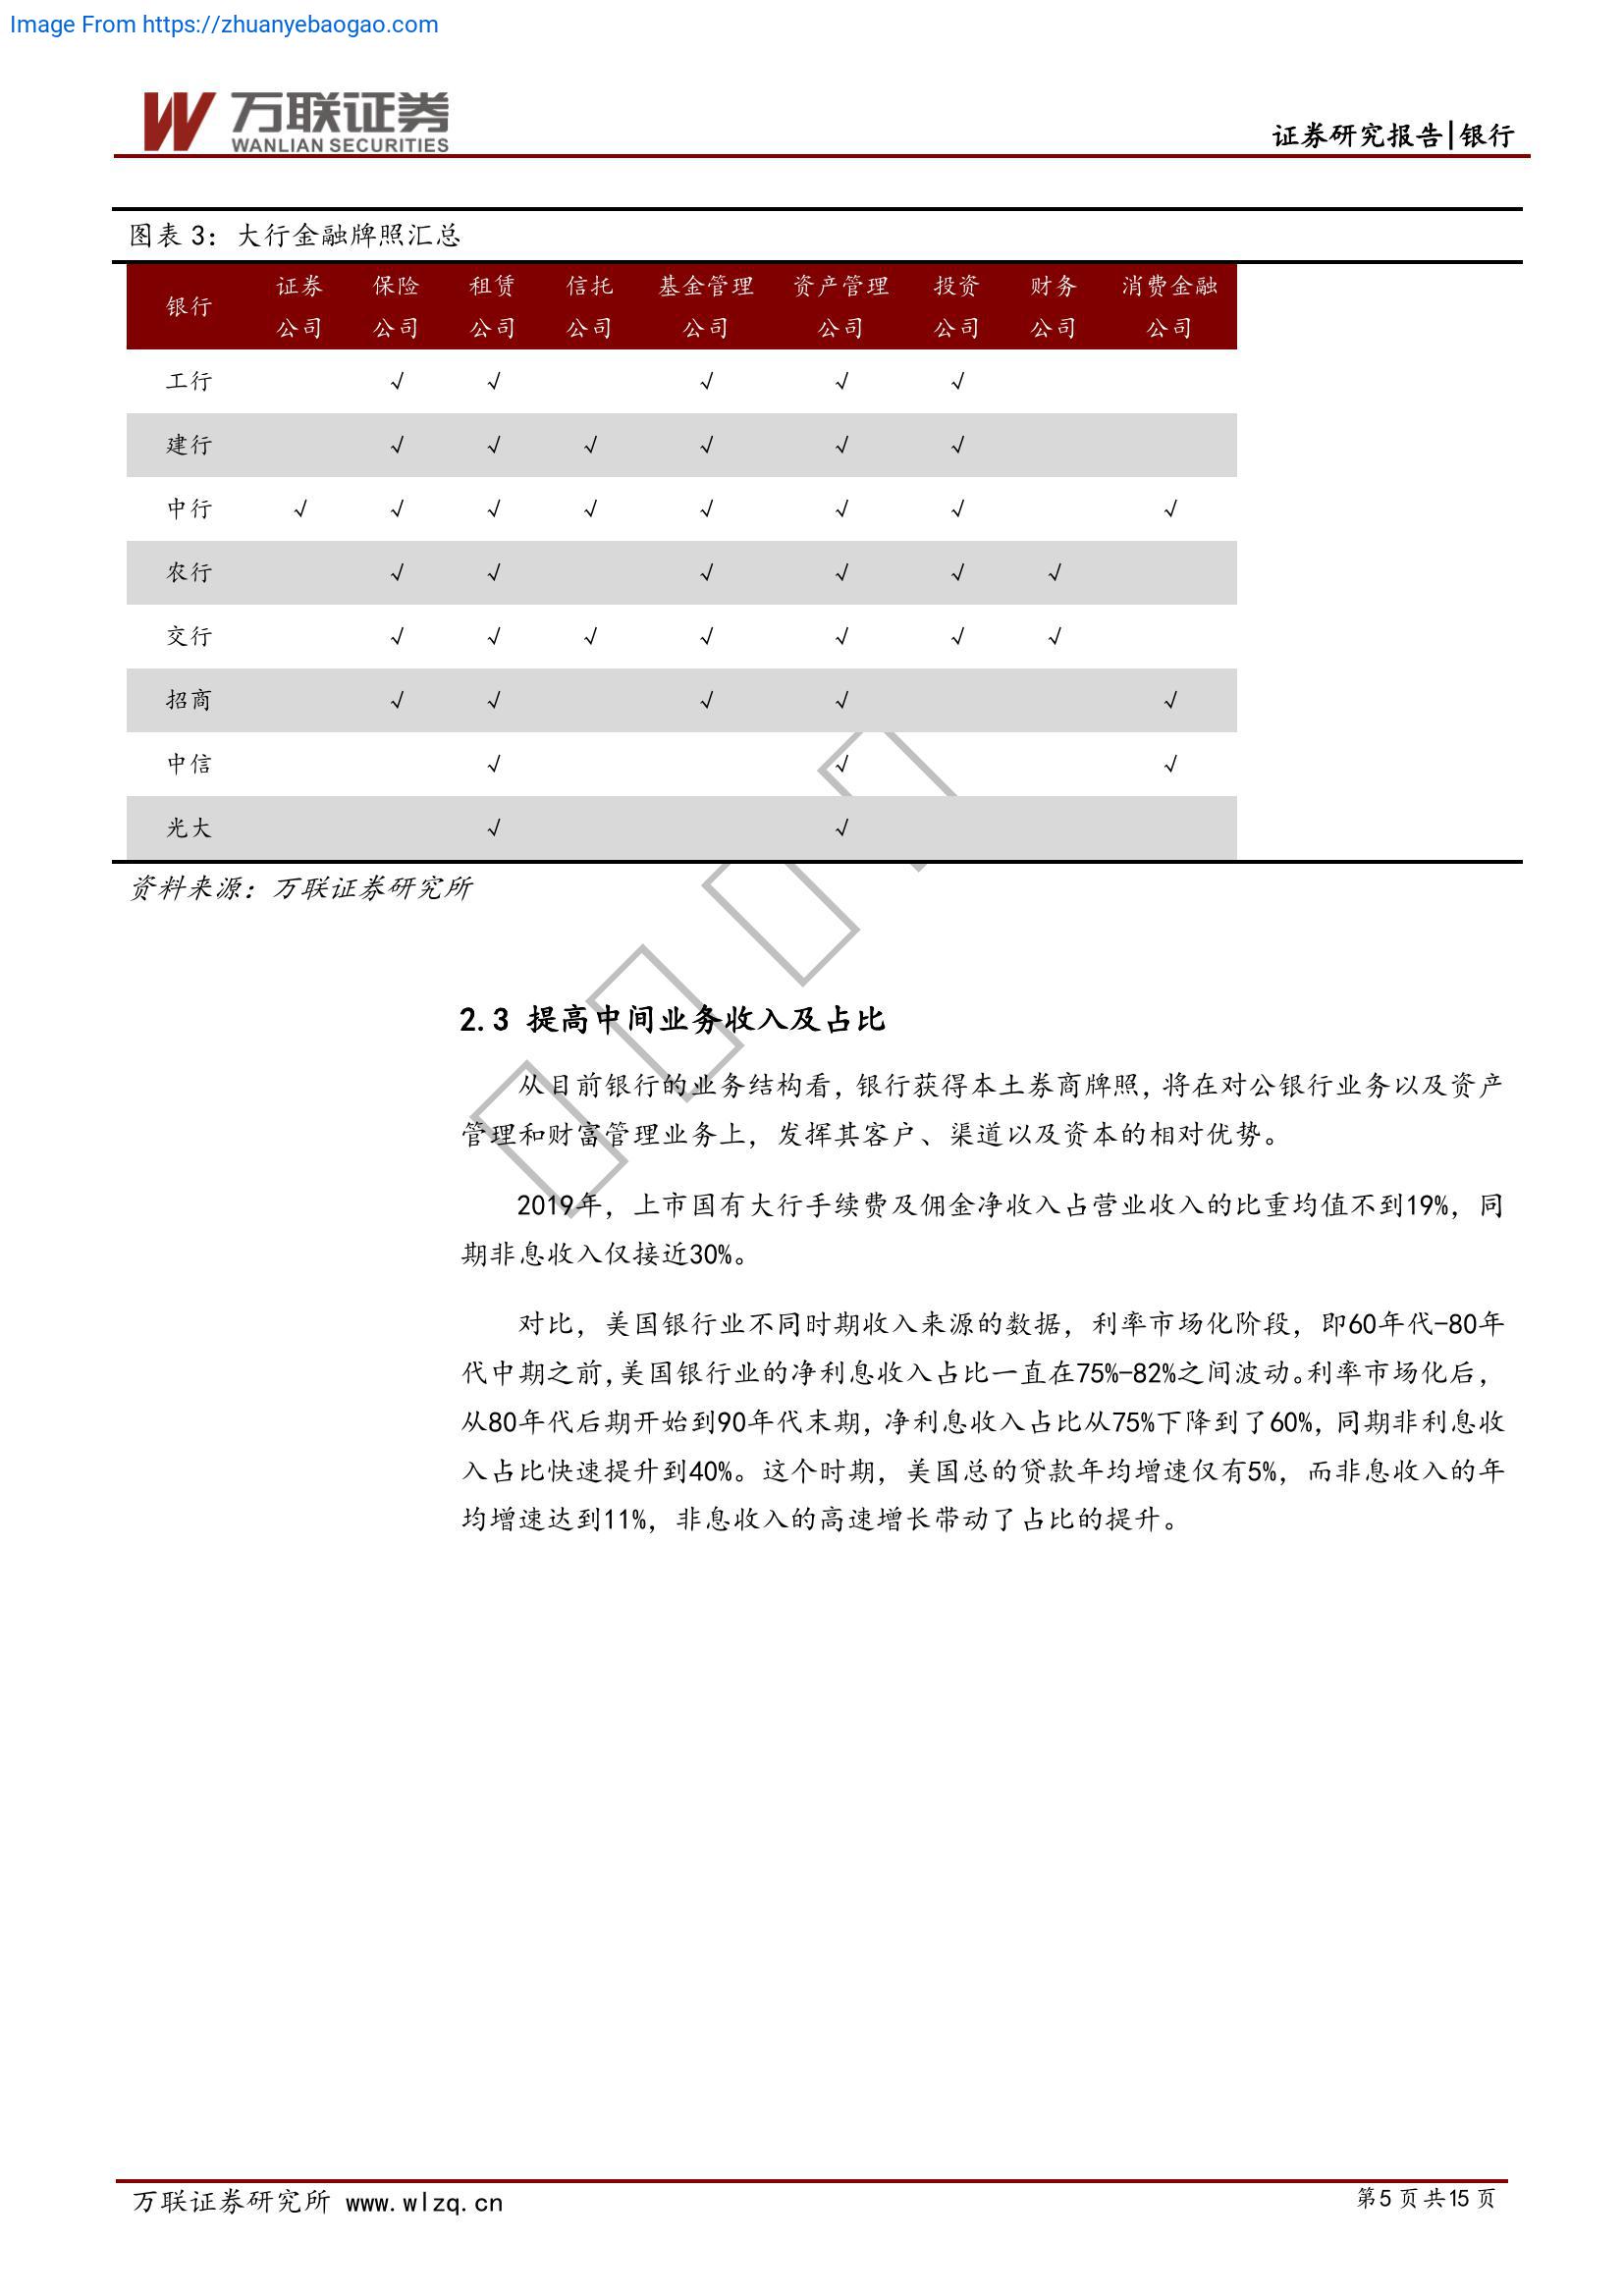 Image From https://zhuanyebaogao.com
万联证券
WANLIAN SECURITIES
证券研究报告|银行
图表 3：大行金融牌照汇总
银行 证券公司 保险公司 租赁公司 信托公司 基金管理公司 资产管理公司 投资公司 财务公司 消费金融公司
工行 √ √ √ √ √
建行 √ √ √ √ √ √
中行 √ √ √ √ √ √ √ √
农行 √ √ √ √ √ √
交行 √ √ √ √ √ √ √
招商 √ √ √ √ √
中信 √ √ √
光大 √ √
资料来源：万联证券研究所
2.3 提高中间业务收入及占比
从目前银行的业务结构看，银行获得本土券商牌照，将在对公银行业务以及资产
管理和财富管理业务上，发挥其客户、渠道以及资本的相对优势。
2019年，上市国有大行手续费及佣金净收入占营业收入的比重均值不到19%，同
期非息收入仅接近30%。
对比，美国银行业不同时期收入来源的数据，利率市场化阶段，即60年代-80年
代中期之前，美国银行业的净利息收入占比一直在75%-82%之间波动。利率市场化后，
从80年代后期开始到90年代末期，净利息收入占比从75%下降到了60%，同期非利息收
入占比快速提升到40%。这个时期，美国总的贷款年均增速仅有5%，而非息收入的年
均增速达到11%，非息收入的高速增长带动了占比的提升。
万联证券研究所 www.wlzq.cn
第5 页共15 页